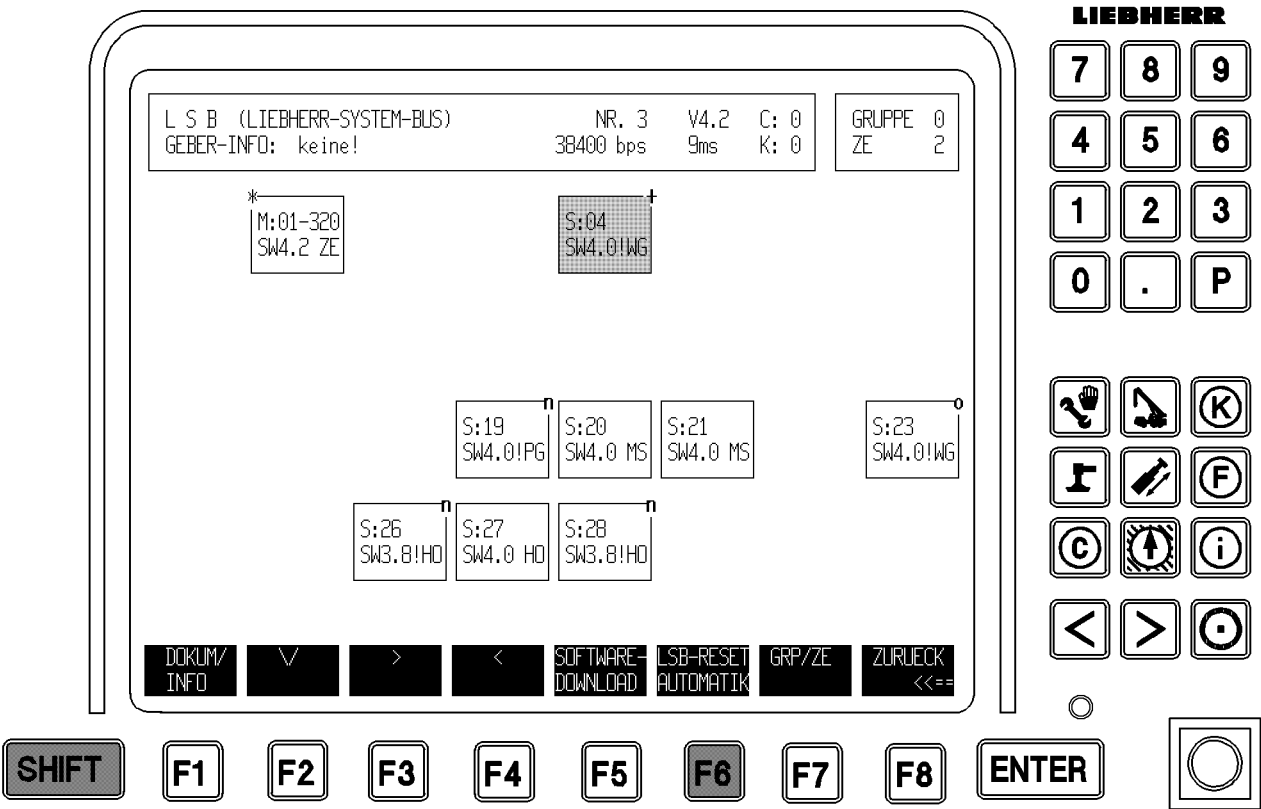 LIEBHERR
L S B (LIEBHERR-SYSTEM-BUS) NR. 3 V4.2 C: 0
GEBER-INFO: keine! 38400 bps 9ms K: 0
GRUPPE 0
ZE 2
7 8 9
4 5 6
1 2 3
0 . P
*
M:01-320
SW4.2 ZE
+
S:04
SW4.0!WG
n
S:19
SW4.0!PG
S:20
SW4.0 MS
S:21
SW4.0 MS
o
S:23
SW4.0!WG
n
S:26
SW3.8!HO
S:27
SW4.0 HO
n
S:28
SW3.8!HO
K
F
C
i
< >
DOKUM/
INFO
\/
>
<
SOFTWARE-
DOWNLOAD
LSB-RESET
AUTOMATIK
GRP/ZE
ZURUECK
<<==
SHIFT F1 F2 F3 F4 F5 F6 F7 F8 ENTER